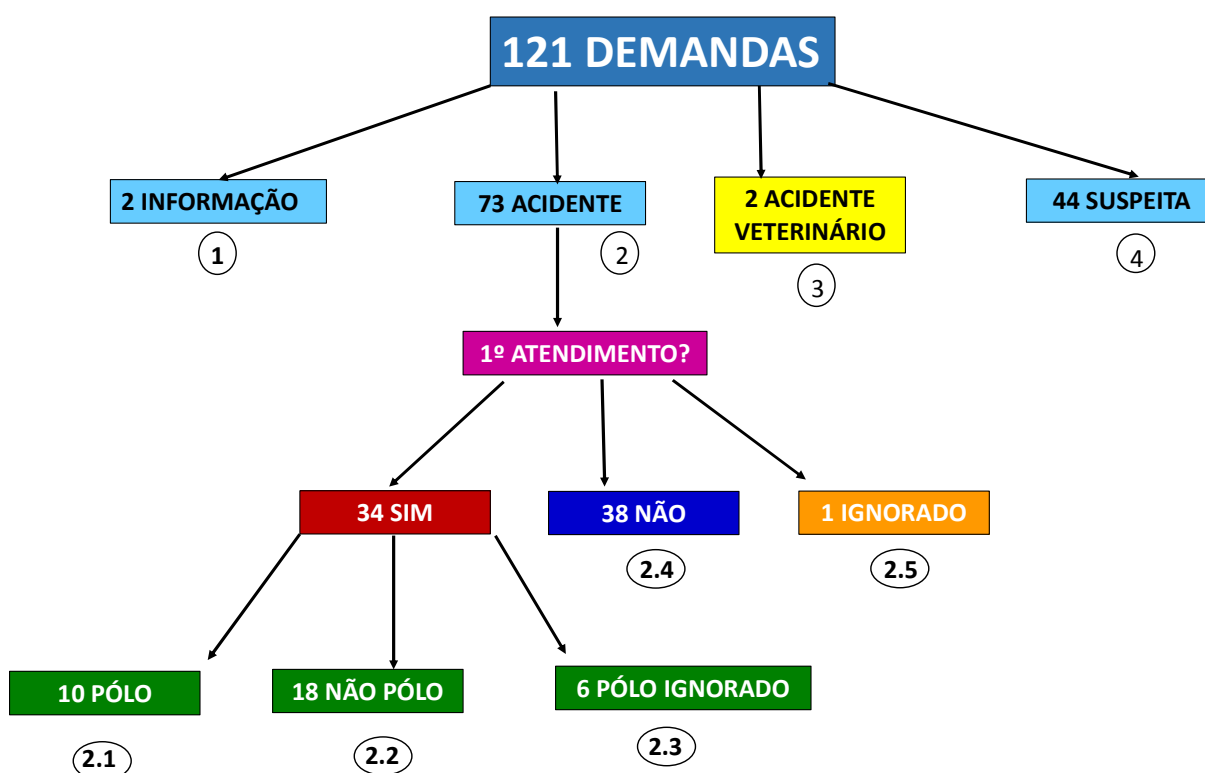 121 DEMANDAS
2 INFORMAÇÃO
73 ACIDENTE
2 ACIDENTE
VETERINÁRIO
44 SUSPEITA
1
2
3
4
1º ATENDIMENTO?
34 SIM
38 NÃO
1 IGNORADO
2.4
2.5
10 PÓLO
18 NÃO PÓLO
6 PÓLO IGNORADO
2.1
2.2
2.3